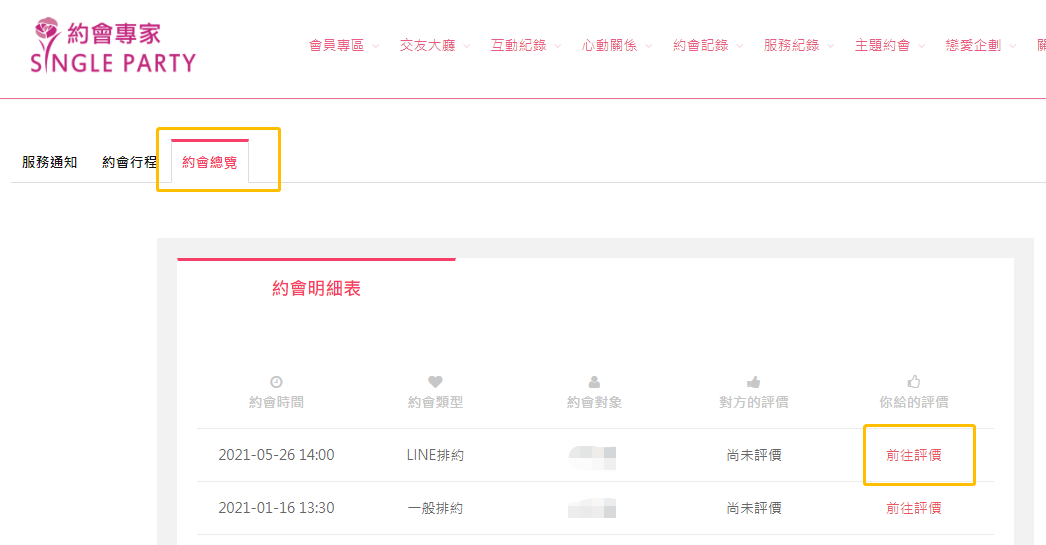 約會專家
SINGLE PARTY
會員專區 交友大廳 互動紀錄 心動關係 約會記錄 服務紀錄 主題約會 戀愛企劃
服務通知 約會行程 約會總覽
約會明細表
約會時間 約會類型 約會對象 對方的評價 你給的評價
2021-05-26 14:00 LINE排約 尚未評價 前往評價
2021-01-16 13:30 一般排約 尚未評價 前往評價